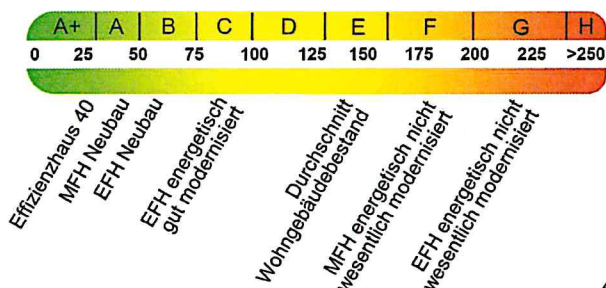 A+ A B C D E F G H
0 25 50 75 100 125 150 175 200 225 >250
Effizienzhaus 40
MFH Neubau
EFH Neubau
EFH energetisch
gut modernisiert
Durchschnitt
Wohngebäudebestand
MFH energetisch nicht
wesentlich modernisiert
EFH energetisch nicht
wesentlich modernisiert